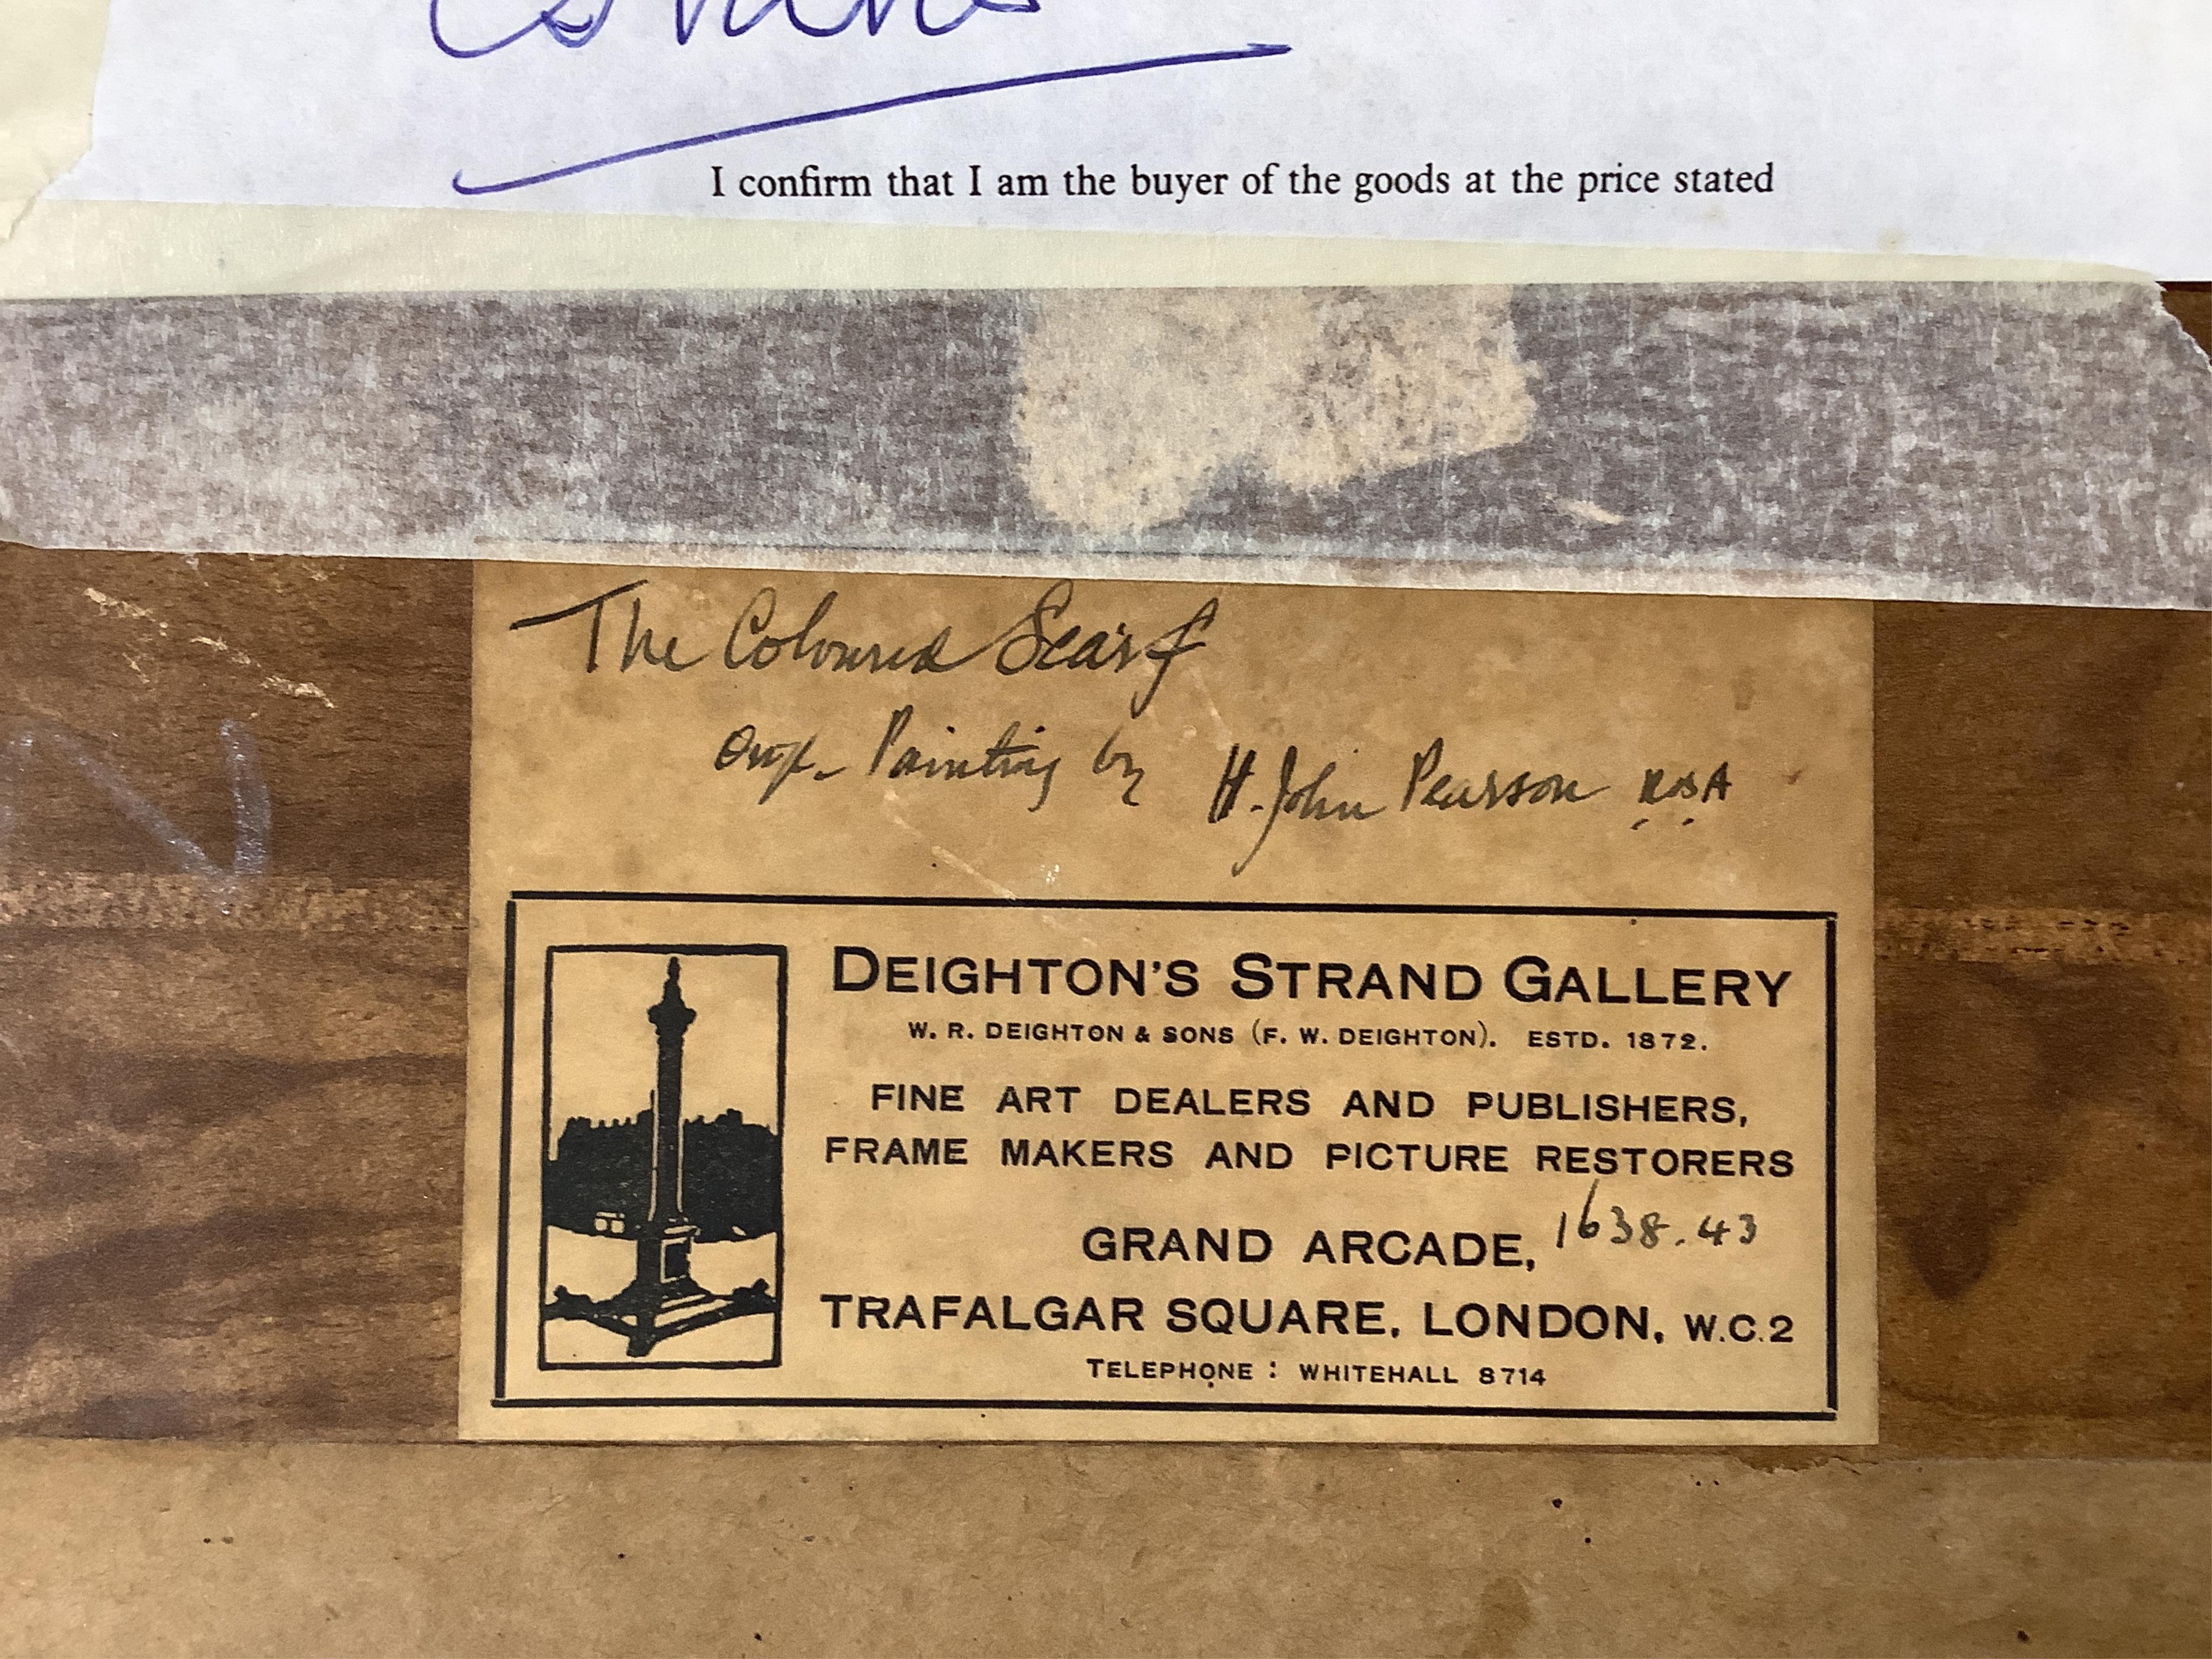 I confirm that I am the buyer of the goods at the price stated
The Coloured Scarf
Painting by H. John Pearson RBA
DEIGHTON'S STRAND GALLERY
W. R. DEIGHTON & SONS (F. W. DEIGHTON). ESTD. 1872.
FINE ART DEALERS AND PUBLISHERS,
FRAME MAKERS AND PICTURE RESTORERS
GRAND ARCADE, 1638.43
TRAFALGAR SQUARE, LONDON, W.C.2
TELEPHONE : WHITEHALL 8714